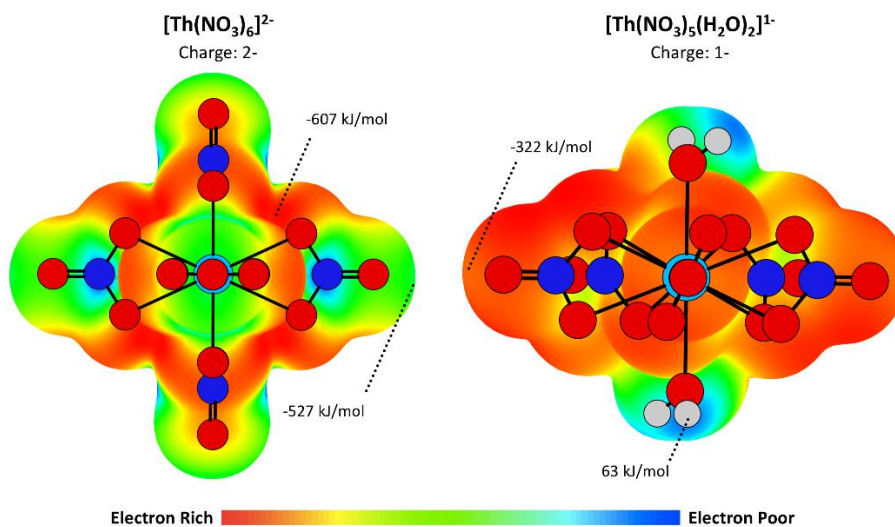 [Th(NO3)6]2-
Charge: 2-
[Th(NO3)5(H2O)2]1-
Charge: 1-
-607 kJ/mol
-322 kJ/mol
-527 kJ/mol
63 kJ/mol
Electron Rich
Electron Poor